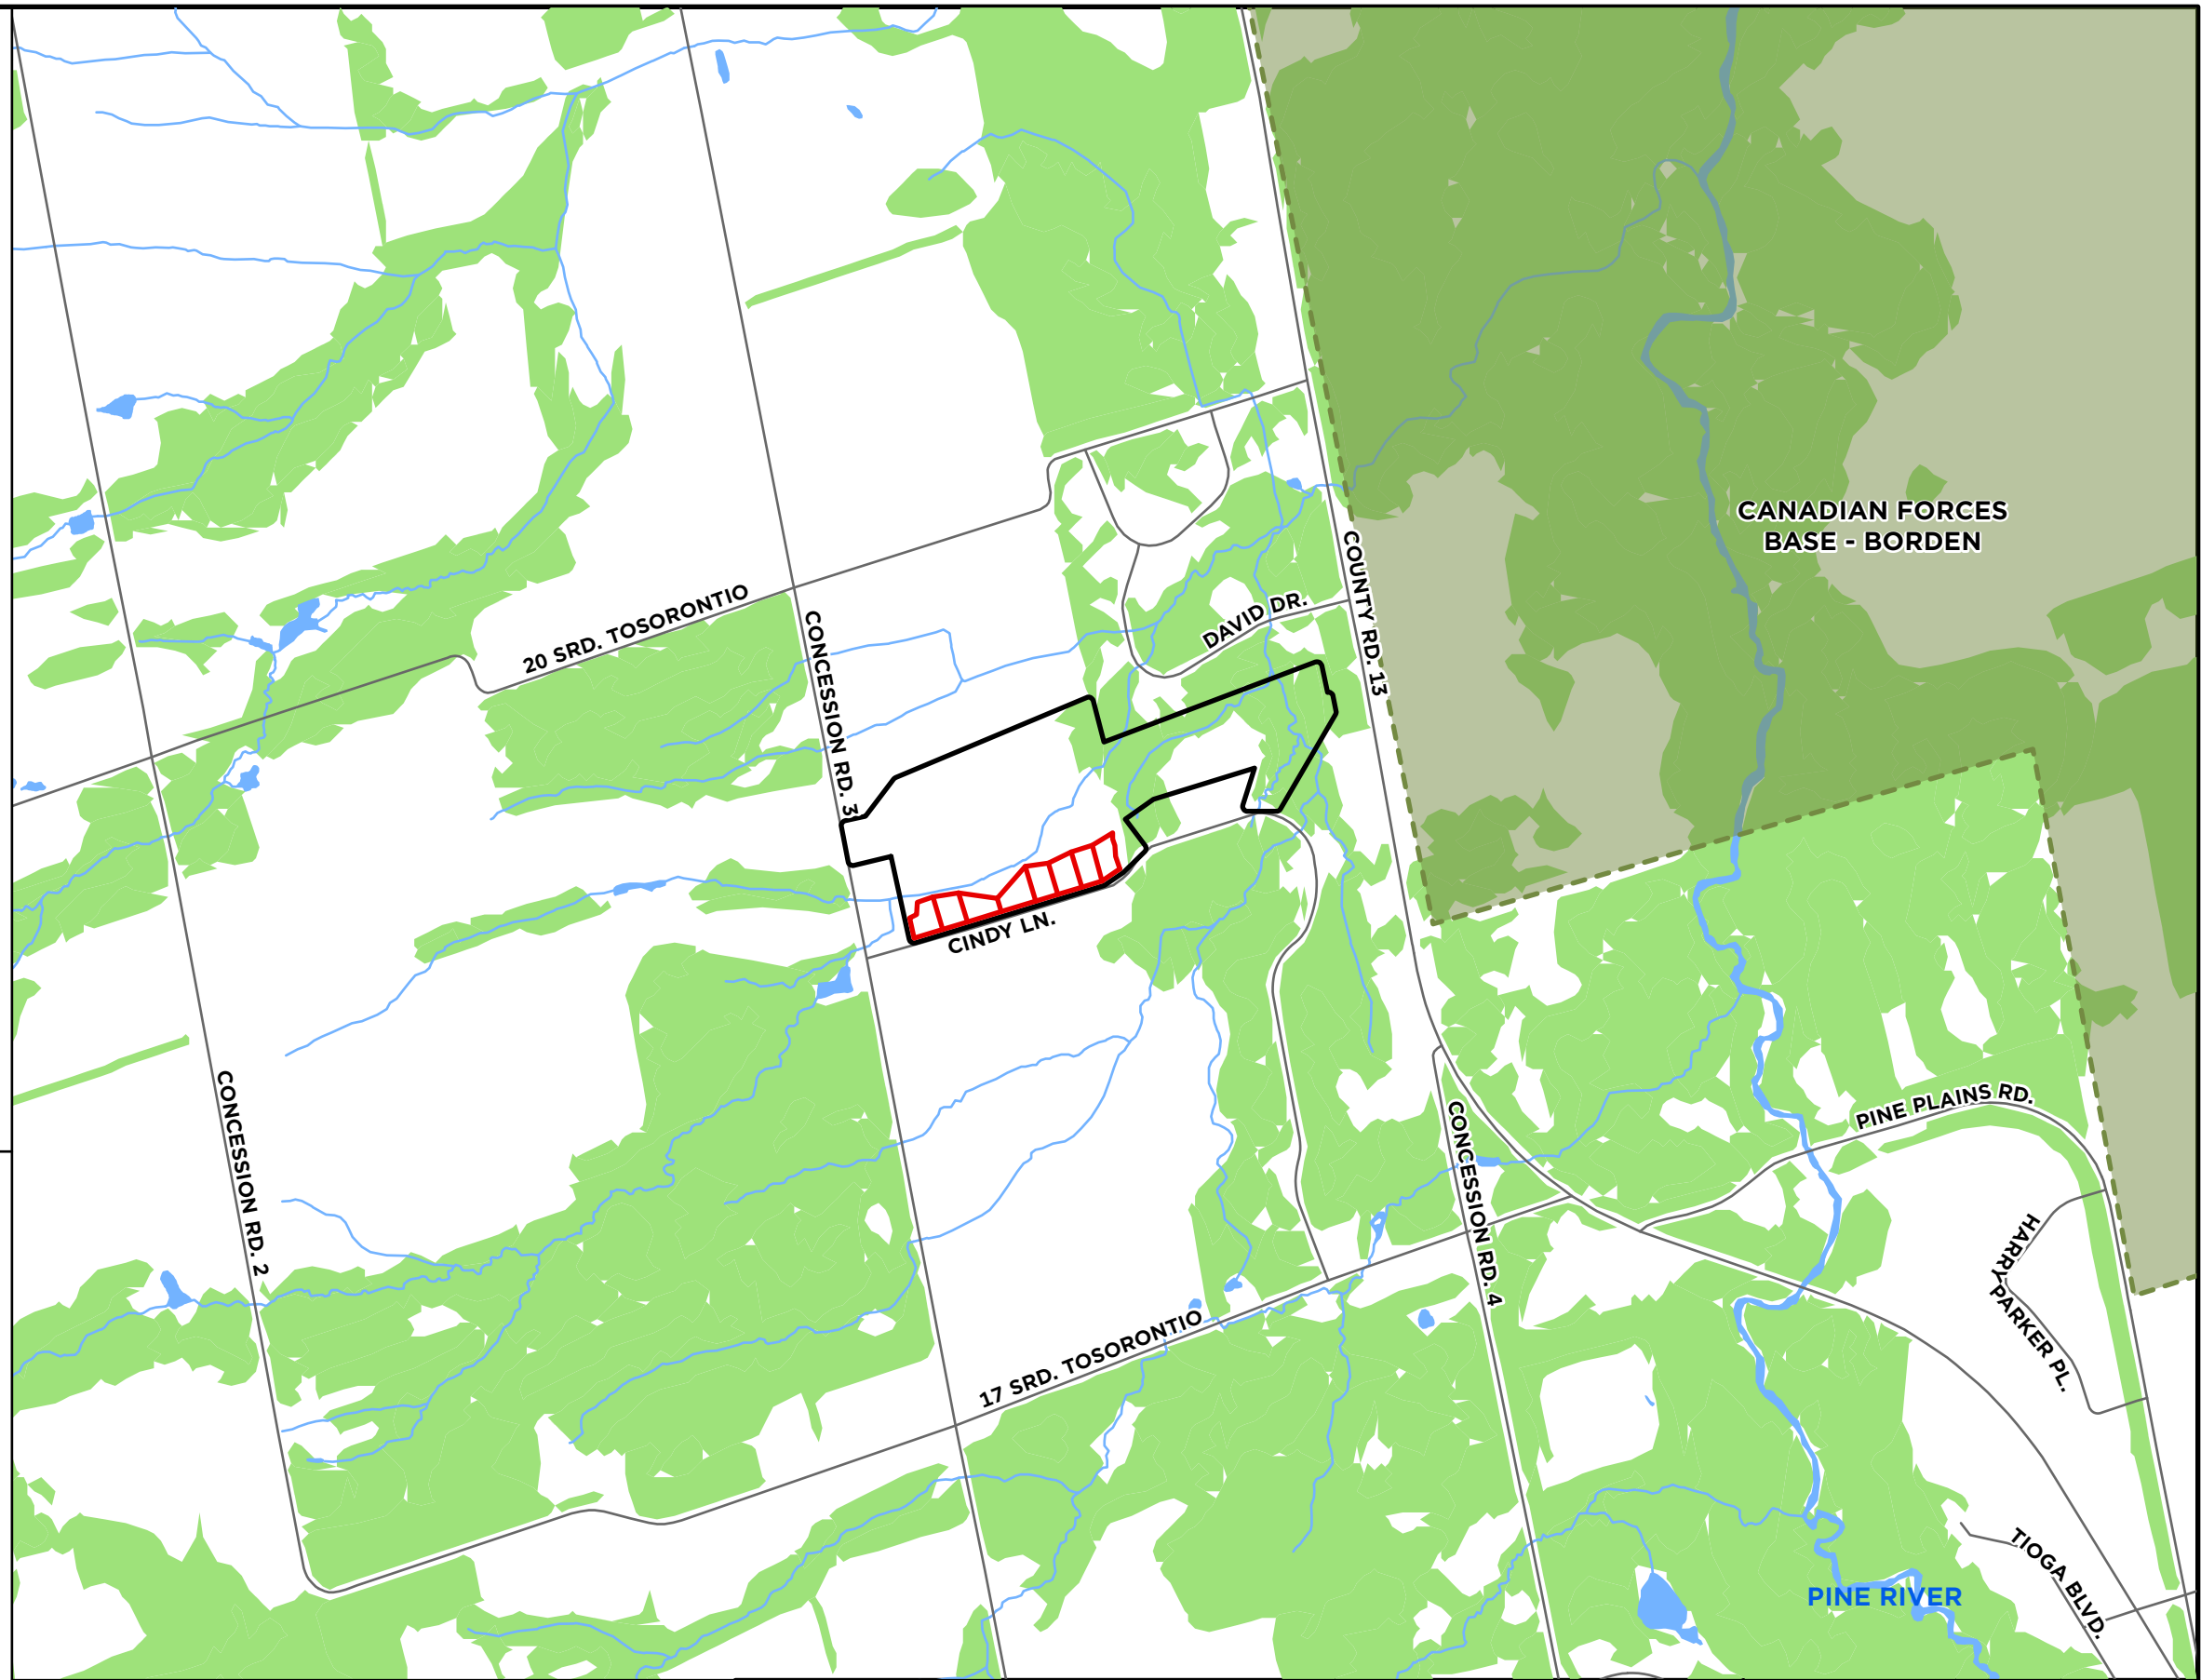 CANADIAN FORCES
BASE - BORDEN
COUNTY RD. 13
20 SRD. TOSORONTIO
DAVID DR.
CONCESSION RD. 3
CINDY LN.
CONCESSION RD. 2
PINE PLAINS RD.
CONCESSION RD. 4
HARRY PARKER PL.
17 SRD. TOSORONTIO
TIOGA BLVD.
PINE RIVER